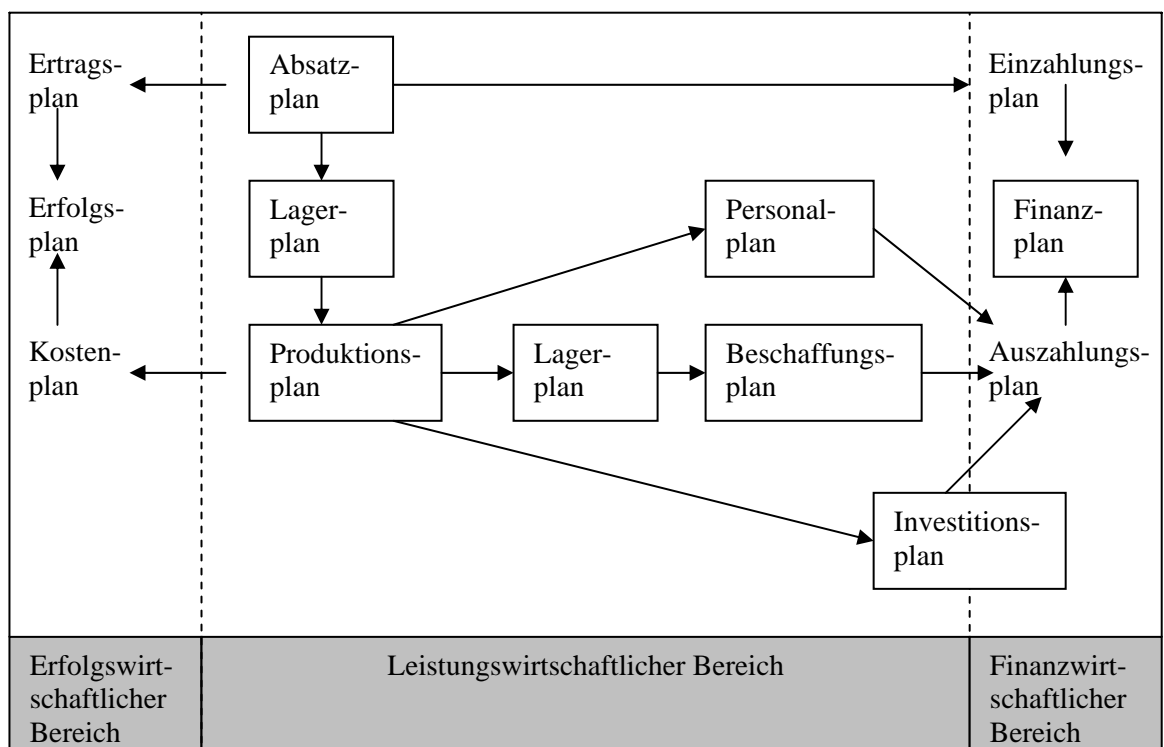 Ertrags-
plan
Absatz-
plan
Einzahlungs-
plan
Erfolgs-
plan
Lager-
plan
Personal-
plan
Finanz-
plan
Kosten-
plan
Produktions-
plan
Lager-
plan
Beschaffungs-
plan
Auszahlungs-
plan
Investitions-
plan
Erfolgswirt-
schaftlicher
Bereich
Leistungswirtschaftlicher Bereich
Finanzwirt-
schaftlicher
Bereich